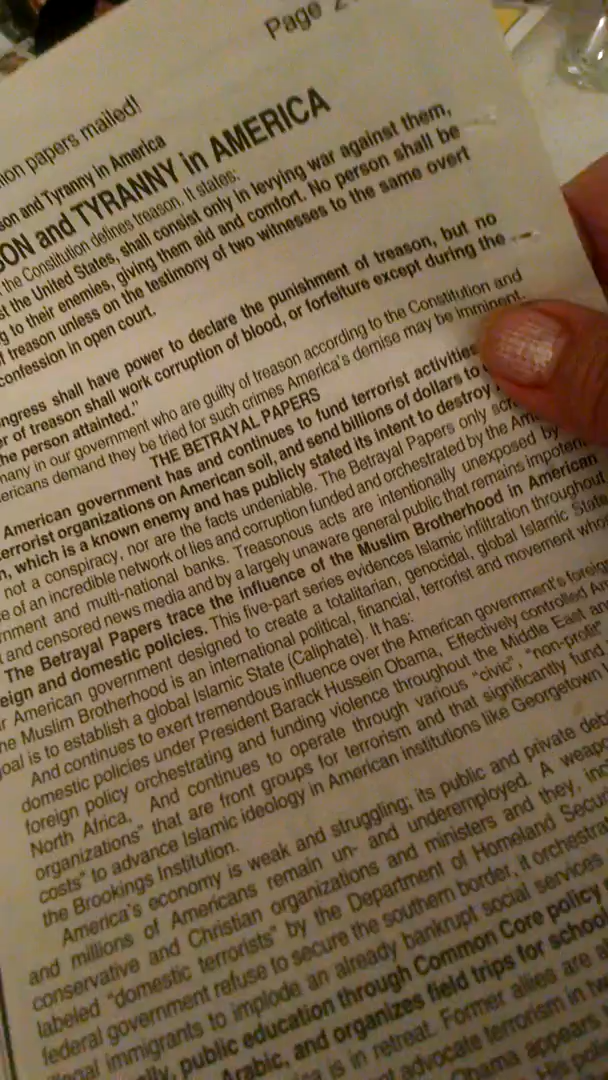 Page 2
nion papers mailed!
son and Tyranny in America
SON and TYRANNY in AMERICA
the Constitution defines treason. It states:
st the United States, shall consist only in levying war against them,
g to their enemies, giving them aid and comfort. No person shall be
f treason unless on the testimony of two witnesses to the same overt
confession in open court.
ngress shall have power to declare the punishment of treason, but no
er of treason shall work corruption of blood, or forfeiture except during the
he person attainted."
many in our government who are guilty of treason according to the Constitution and
ericans demand they be tried for such crimes America's demise may be imminent.
THE BETRAYAL PAPERS
American government has and continues to fund terrorist activities
errorist organizations on American soil, and send billions of dollars to
n, which is a known enemy and has publicly stated its intent to destroy
not a conspiracy, nor are the facts undeniable. The Betrayal Papers only
e of an incredible network of lies and corruption funded and orchestrated by the
rnment and multi-national banks. Treasonous acts are intentionally unexposed by
l and censored news media and by a largely unaware general public that remains
The Betrayal Papers trace the influence of the Muslim Brotherhood in American
eign and domestic policies. This five-part series evidences Islamic infiltration throughout
r American government designed to create a totalitarian, genocidal, global Islamic State
he Muslim Brotherhood is an international political, financial, terrorist and movement
oal is to establish a global Islamic State (Caliphate). It has:
And continues to exert tremendous influence over the American government's foreig
domestic policies under President Barack Hussein Obama, Effectively controlled
foreign policy orchestrating and funding violence throughout the Middle East
North Africa, And continues to operate through various "civic", "non-profit"
organizations" that are front groups for terrorism and that significantly fund
costs" to advance Islamic ideology in American institutions like Georgetown
the Brookings Institution.
America's economy is weak and struggling, its public and private deb
and millions of Americans remain un- and underemployed. A weapo
conservative and Christian organizations and ministers and they, incl
labeled "domestic terrorists" by the Department of Homeland Securi
federal government refuse to secure the southern border, it orchestra
llegal immigrants to implode an already bankrupt social services
ally, public education through Common Core policy
Arabic, and organizes field trips for school
is in retreat. Former allies are
advocate terrorism in
Obama appears
His